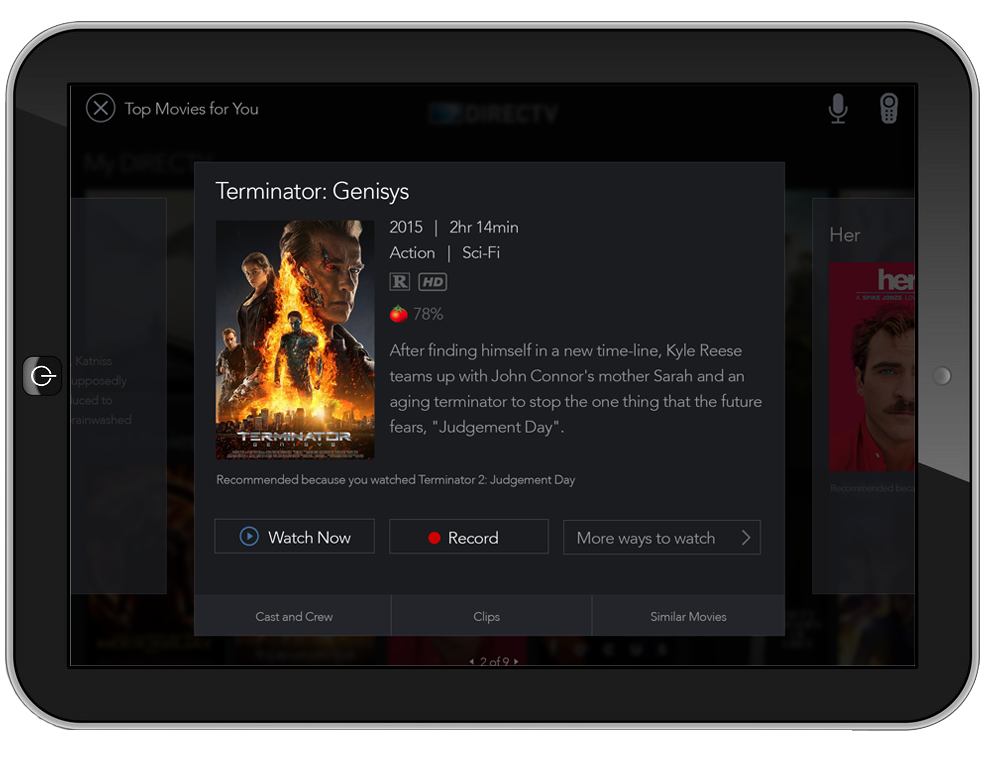 Top Movies for You
DIRECTV
My DIRECTV
Terminator: Genisys
2015 | 2hr 14min
Action | Sci-Fi
R HD
78%
After finding himself in a new time-line, Kyle Reese
teams up with John Connor's mother Sarah and an
aging terminator to stop the one thing that the future
fears, "Judgement Day".
TERMINATOR
GENISYS
Recommended because you watched Terminator 2: Judgement Day
Watch Now
Record
More ways to watch
Cast and Crew
Clips
Similar Movies
2 of 9
Katniss
upposedly
uced to
rainwashed
Her
her
A SPIKE JONZE LO
Recommended beca
FOCUS